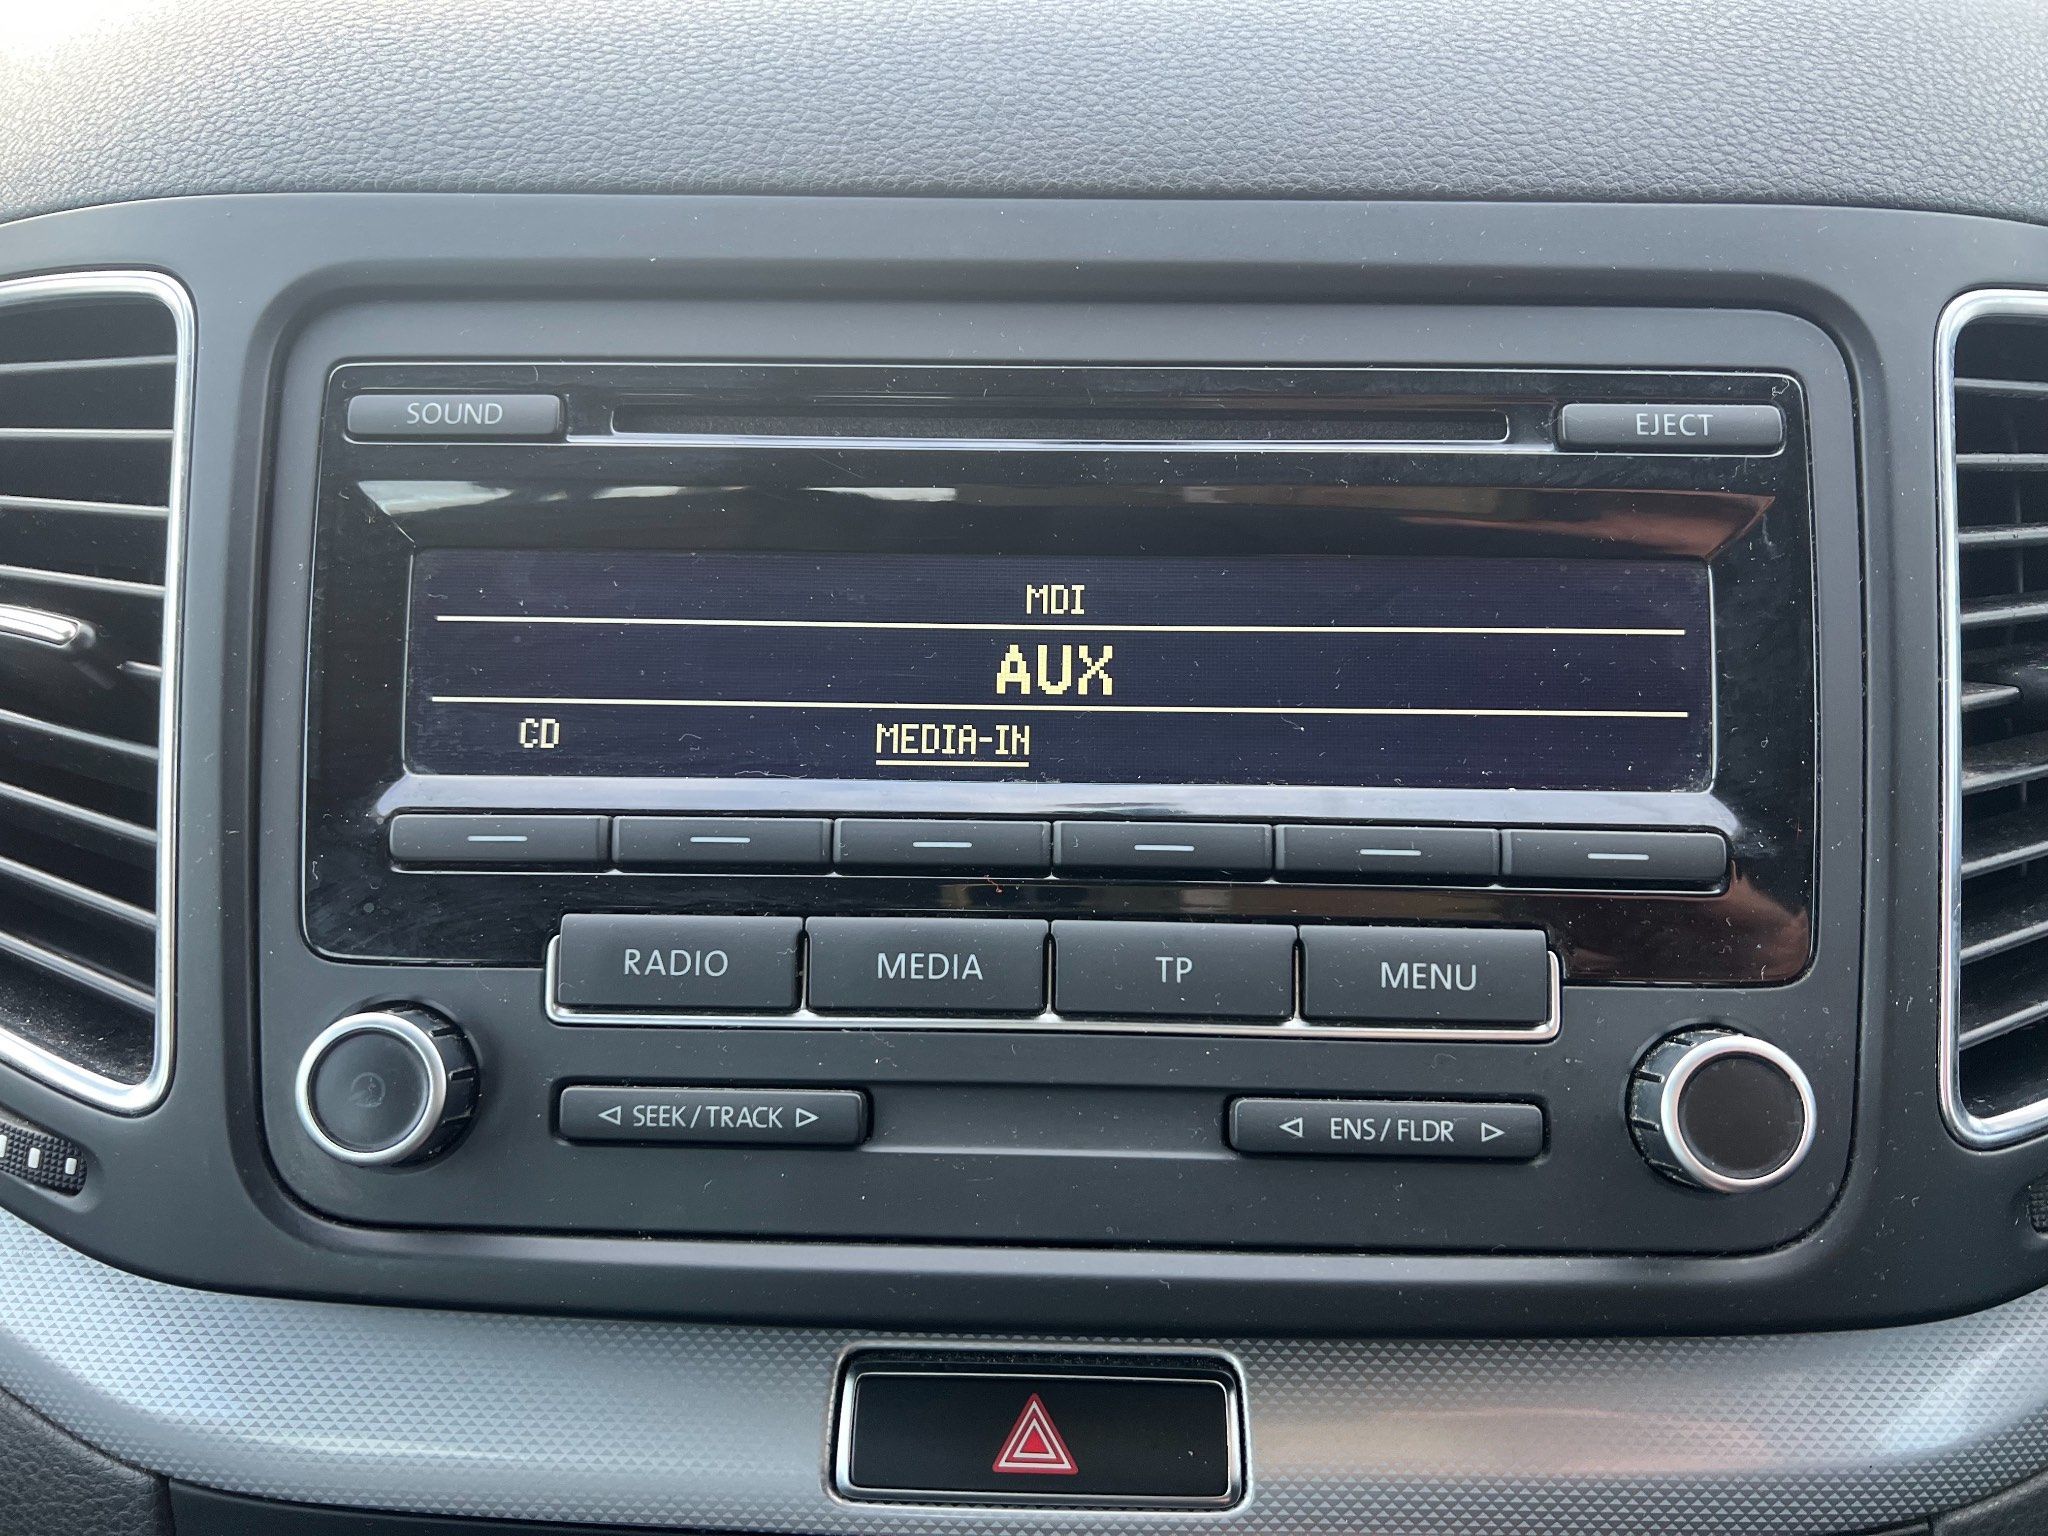 SOUND EJECT
MDI
AUX
CD MEDIA-IN
RADIO MEDIA TP MENU
SEEK/TRACK ENS/FLDR